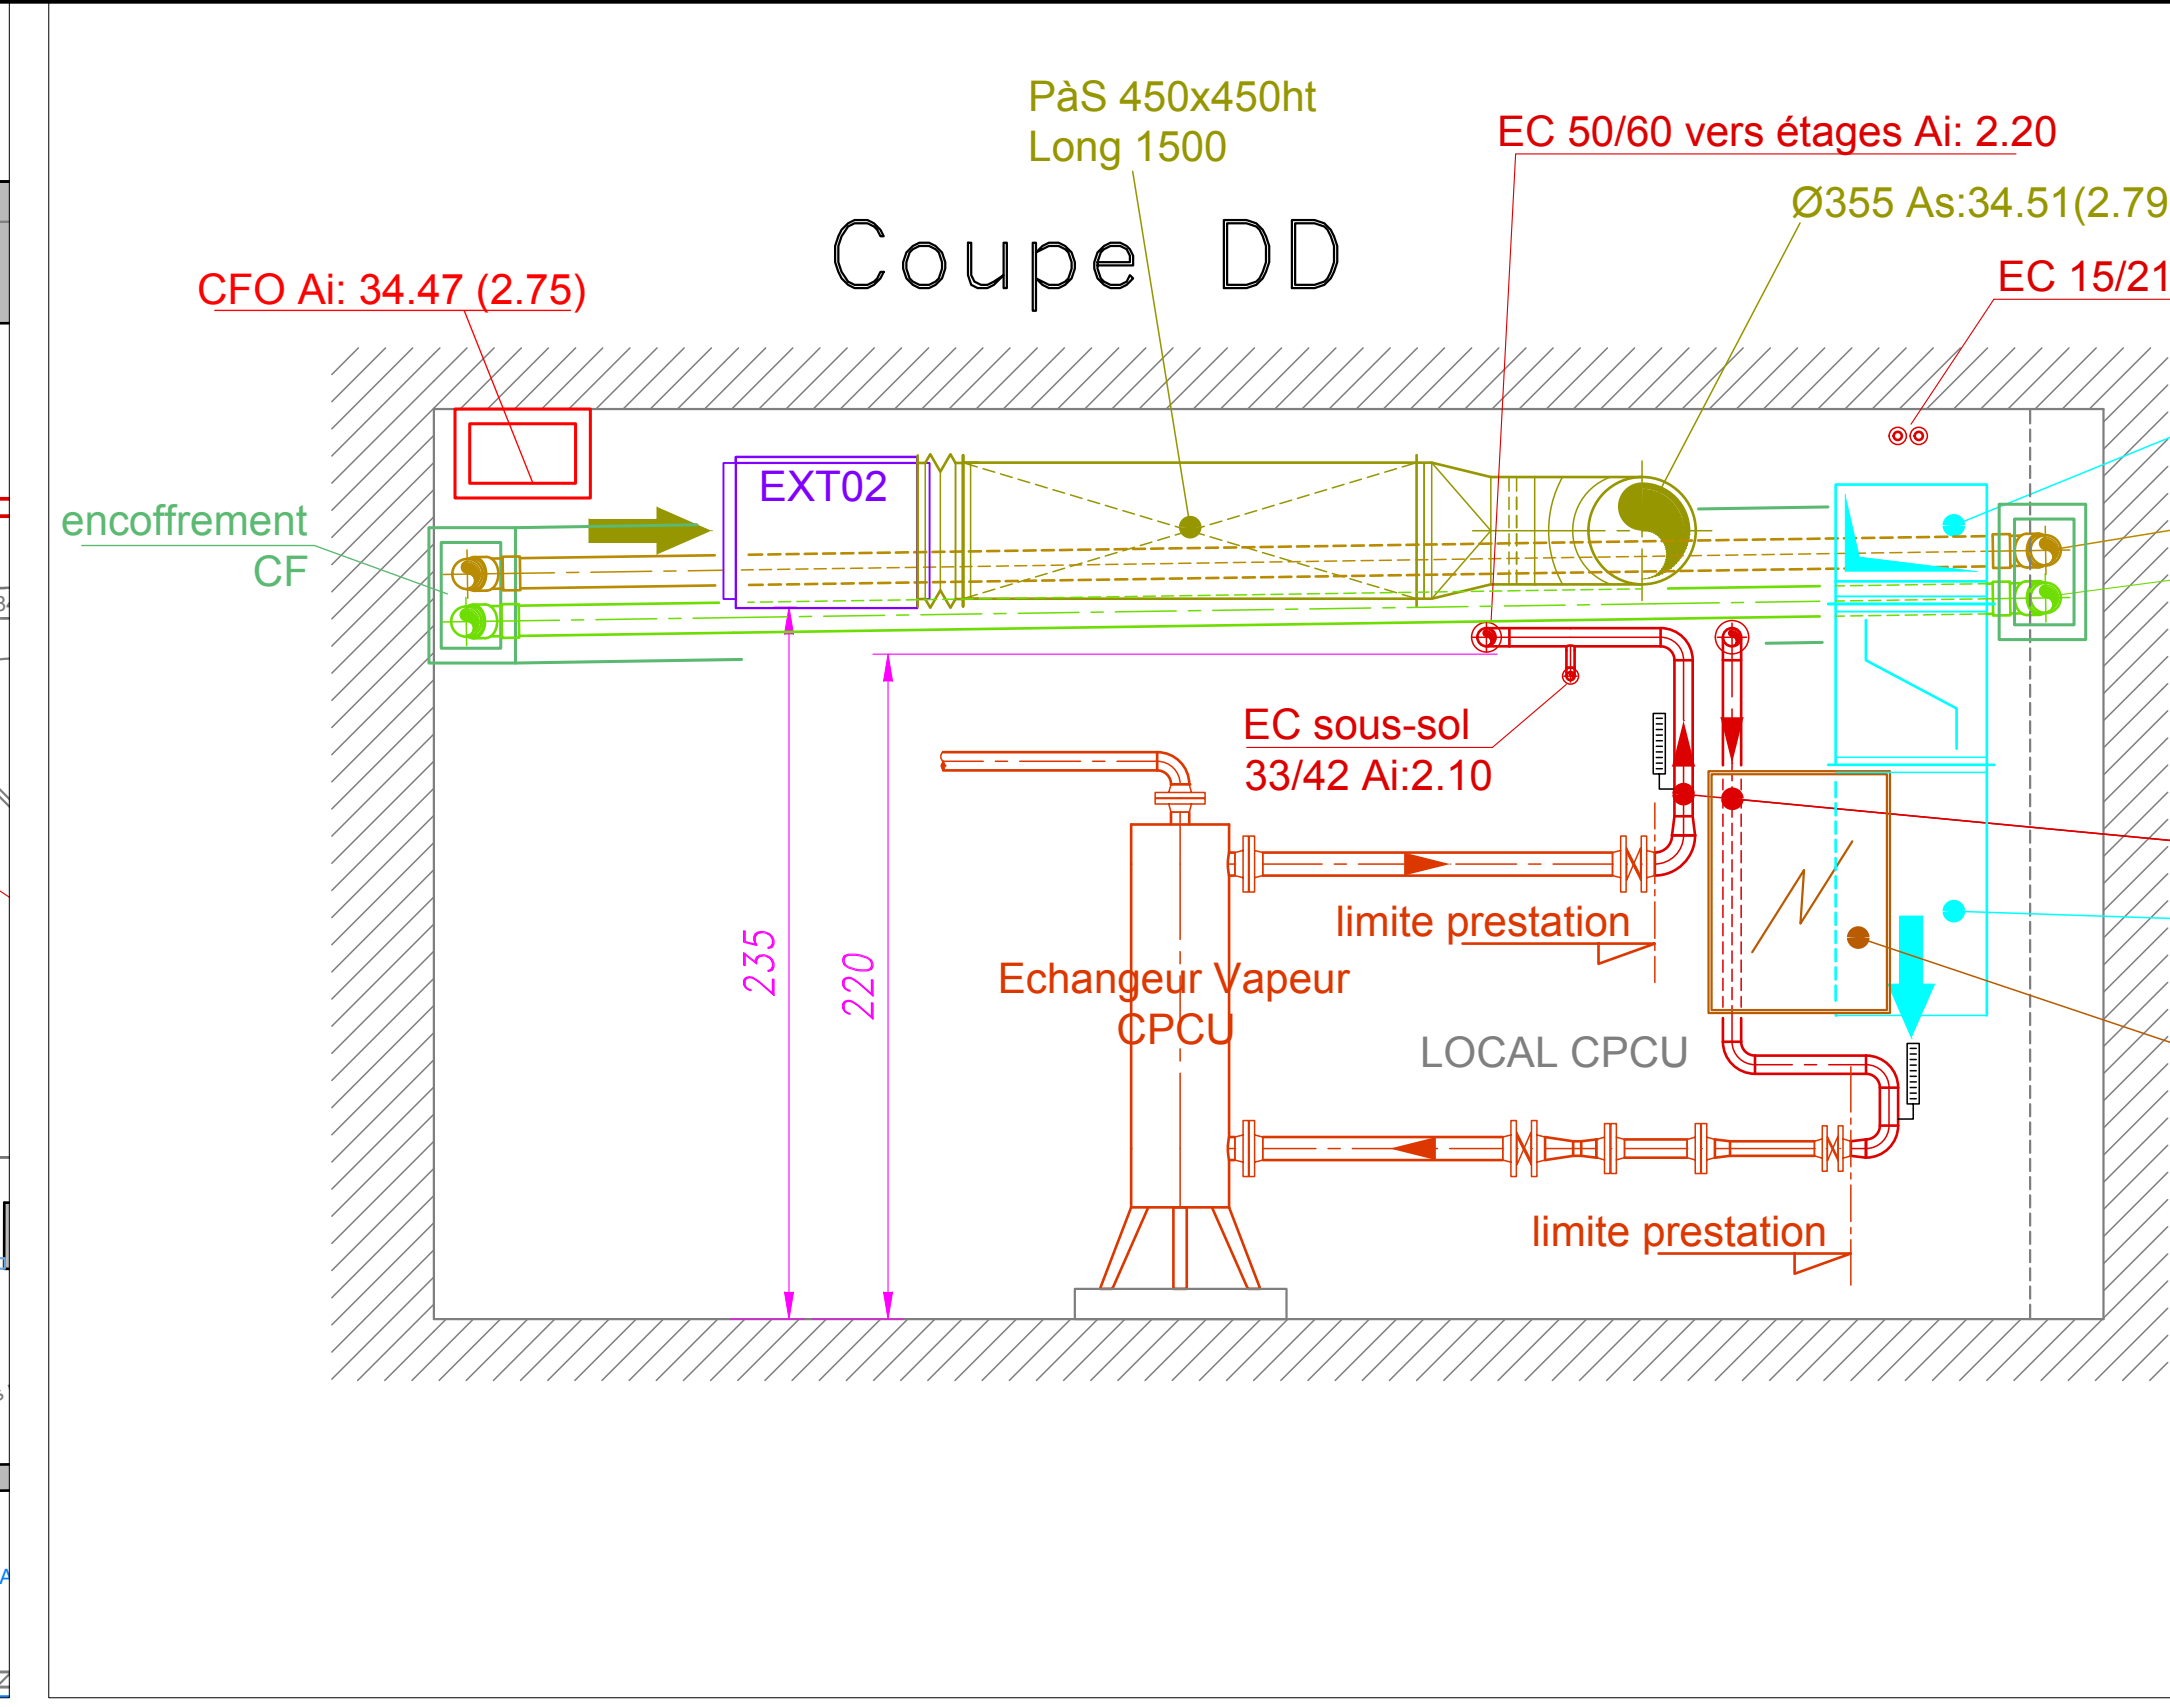 PàS 450x450ht
Long 1500
EC 50/60 vers étages Ai: 2.20
Ø355 As:34.51(2.79
Coupe DD
CFO Ai: 34.47 (2.75)
EC 15/21
EXT02
encoffrement
CF
EC sous-sol
33/42 Ai:2.10
limite prestation
235
220
Echangeur Vapeur
CPCU
LOCAL CPCU
limite prestation